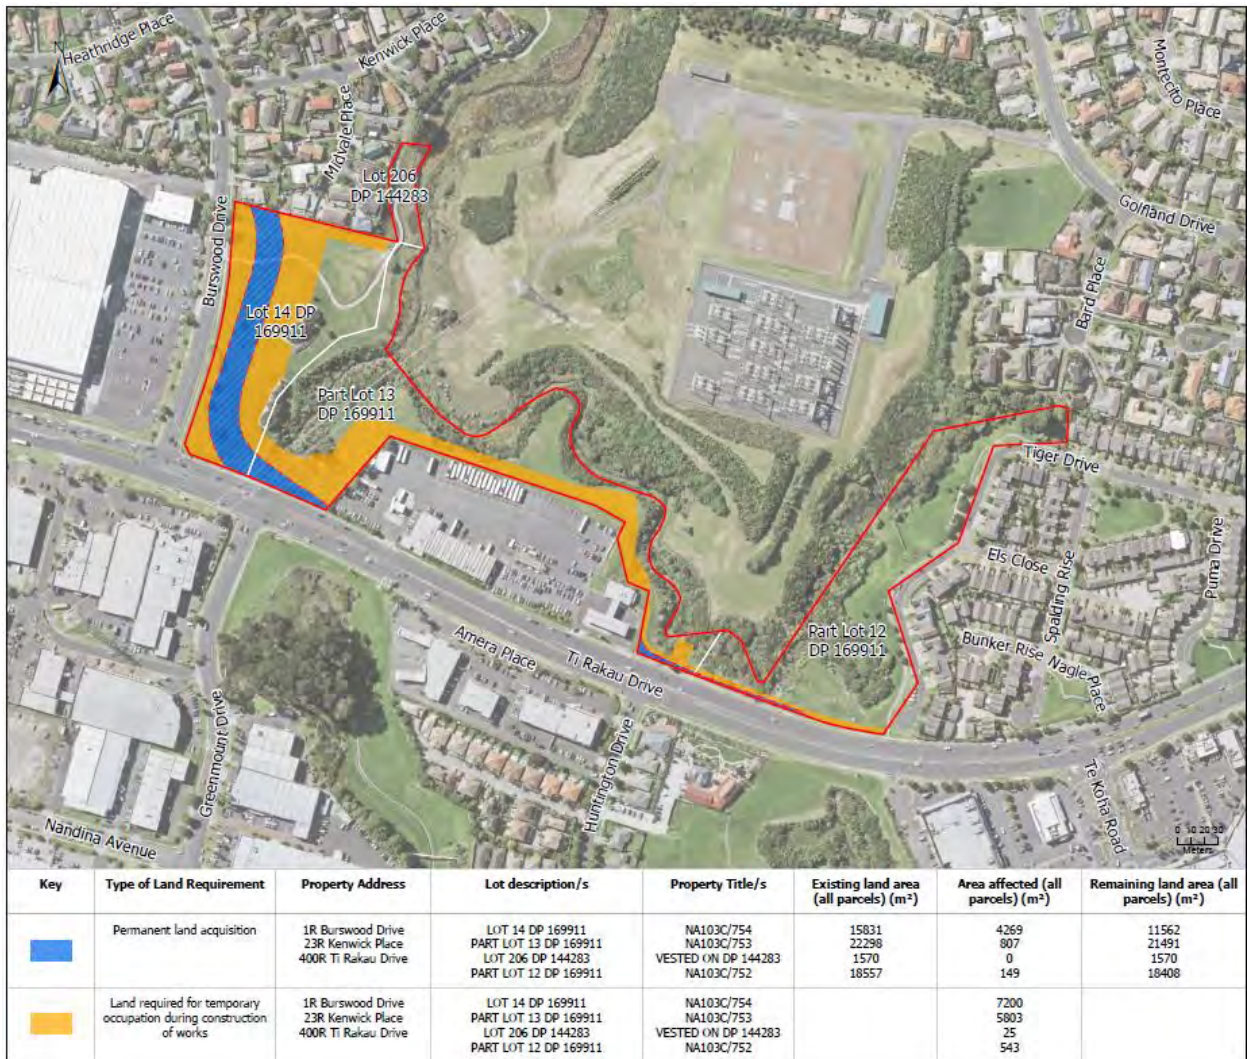 Heathridge Place
Kenwick Place
Montecito Place
N
Midvale Place
Lot 206
DP 144283
Burswood Drive
Golfland Drive
Bard Place
Lot 14 DP
169911
Part Lot 13
DP 169911
Tiger Drive
Els Close
Spalding Rise
Puma Drive
Part Lot 12
DP 169911
Bunker Rise
Nagle Place
Amera Place
Ti Rakau Drive
Greenmount Drive
Huntington Drive
Te Koha Road
Nandina Avenue
0 10 20 30
Meters
Key Type of Land Requirement Property Address Lot description/s Property Title/s Existing land area (all parcels) (m²) Area affected (all parcels) (m²) Remaining land area (all parcels) (m²)
Permanent land acquisition
1R Burswood Drive LOT 14 DP 169911 NA103C/754 15831 4269 11562
23R Kenwick Place PART LOT 13 DP 169911 NA103C/753 22298 807 21491
400R Ti Rakau Drive LOT 206 DP 144283 VESTED ON DP 144283 1570 0 1570
PART LOT 12 DP 169911 NA103C/752 18557 149 18408
Land required for temporary occupation during construction of works
1R Burswood Drive LOT 14 DP 169911 NA103C/754 7200
23R Kenwick Place PART LOT 13 DP 169911 NA103C/753 5803
400R Ti Rakau Drive LOT 206 DP 144283 VESTED ON DP 144283 25
PART LOT 12 DP 169911 NA103C/752 543